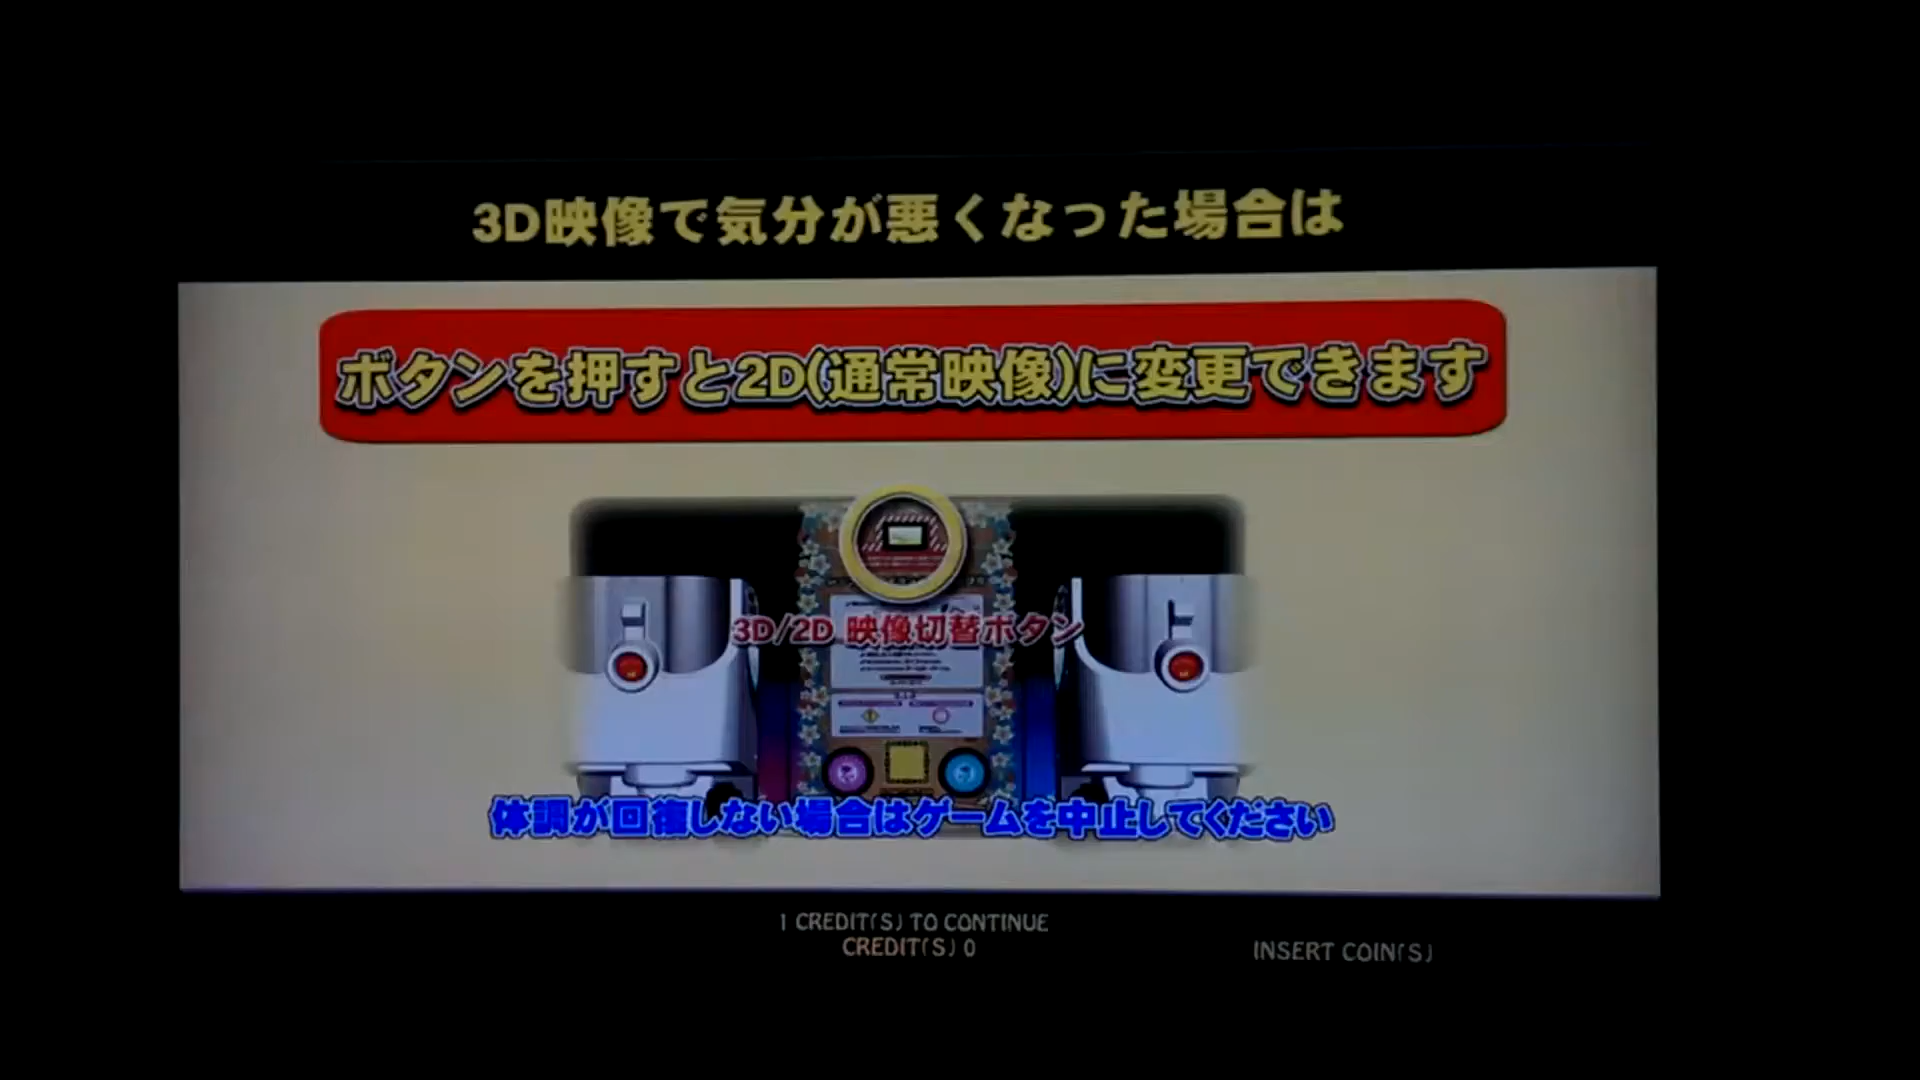 3D映像で気分が悪くなった場合は
ボタンを押すと2D(通常映像)に変更できます
3D/2D 映像切替ボタン
体調が回復しない場合はゲームを中止してください
1 CREDIT(S) TO CONTINUE
CREDIT(S) 0
INSERT COIN(S)